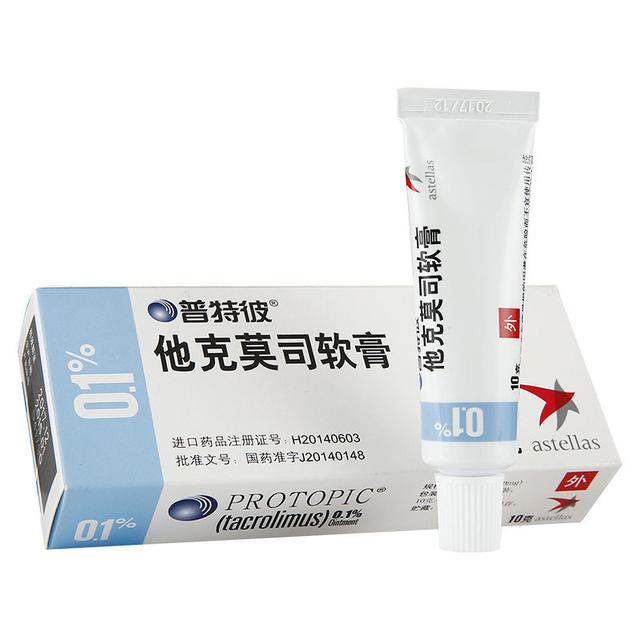 0.1%
普特彼®
他克莫司软膏
进口药品注册证号：H20140603
批准文号：国药准字J20140148
0.1%
PROTOPIC®
(tacrolimus) 0.1%
Ointment
astellas
外
10克
2017/12
astellas
普特彼
他克莫司软膏
外
10克
0.1%